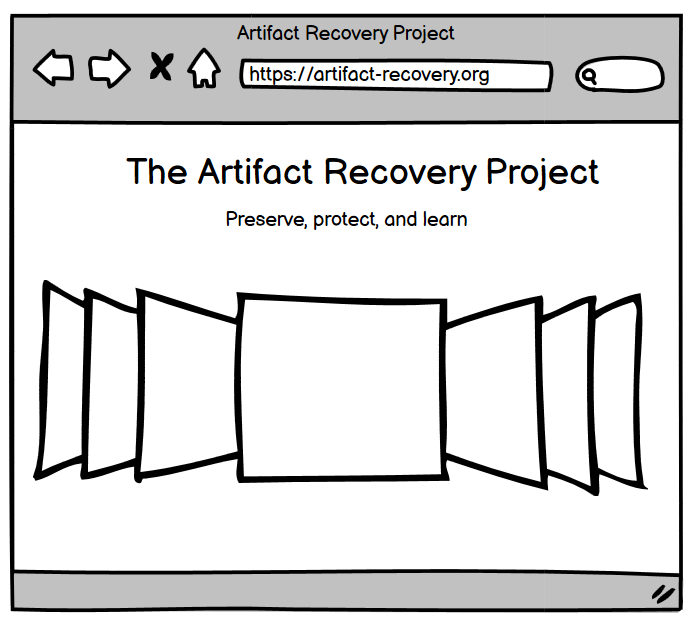 Artifact Recovery Project
https://artifact-recovery.org
The Artifact Recovery Project
Preserve, protect, and learn